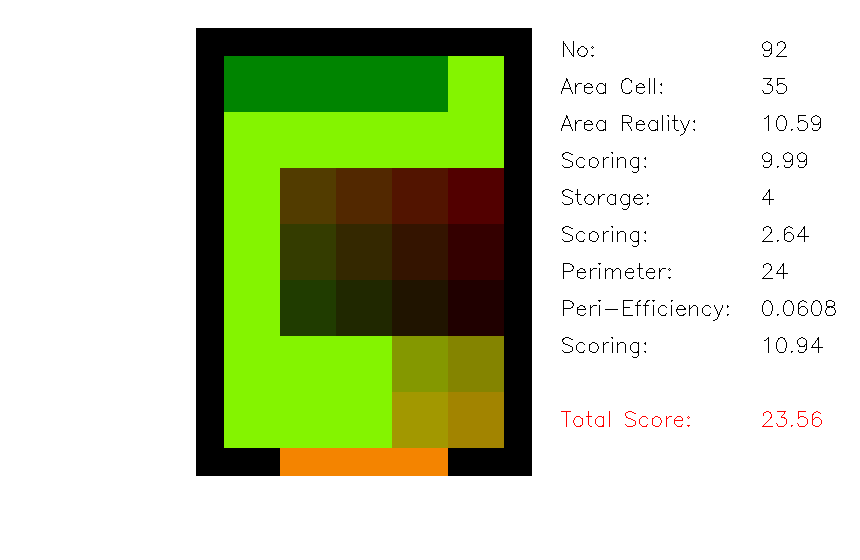 No: 92
Area Cell: 35
Area Reality: 10.59
Scoring: 9.99
Storage: 4
Scoring: 2.64
Perimeter: 24
Peri-Efficiency: 0.0608
Scoring: 10.94
Total Score: 23.56